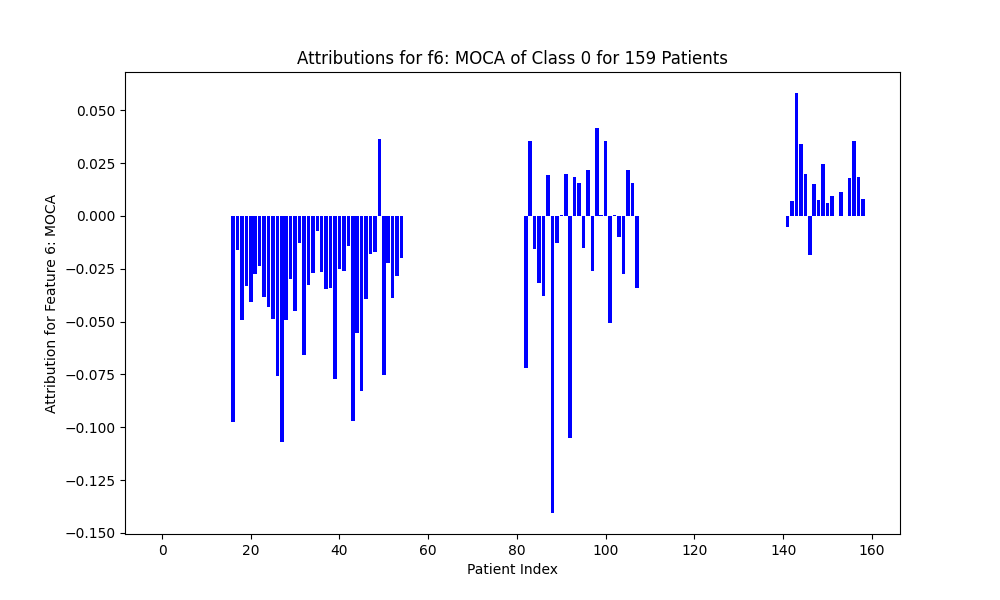 Attributions for f6: MOCA of Class 0 for 159 Patients
Attribution for Feature 6: MOCA
0.050
0.025
0.000
−0.025
−0.050
−0.075
−0.100
−0.125
−0.150
0 20 40 60 80 100 120 140 160
Patient Index